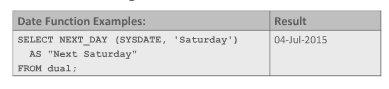 Date Function Examples: Result
SELECT NEXT_DAY (SYSDATE, 'Saturday') 04-Jul-2015
AS "Next Saturday"
FROM dual;